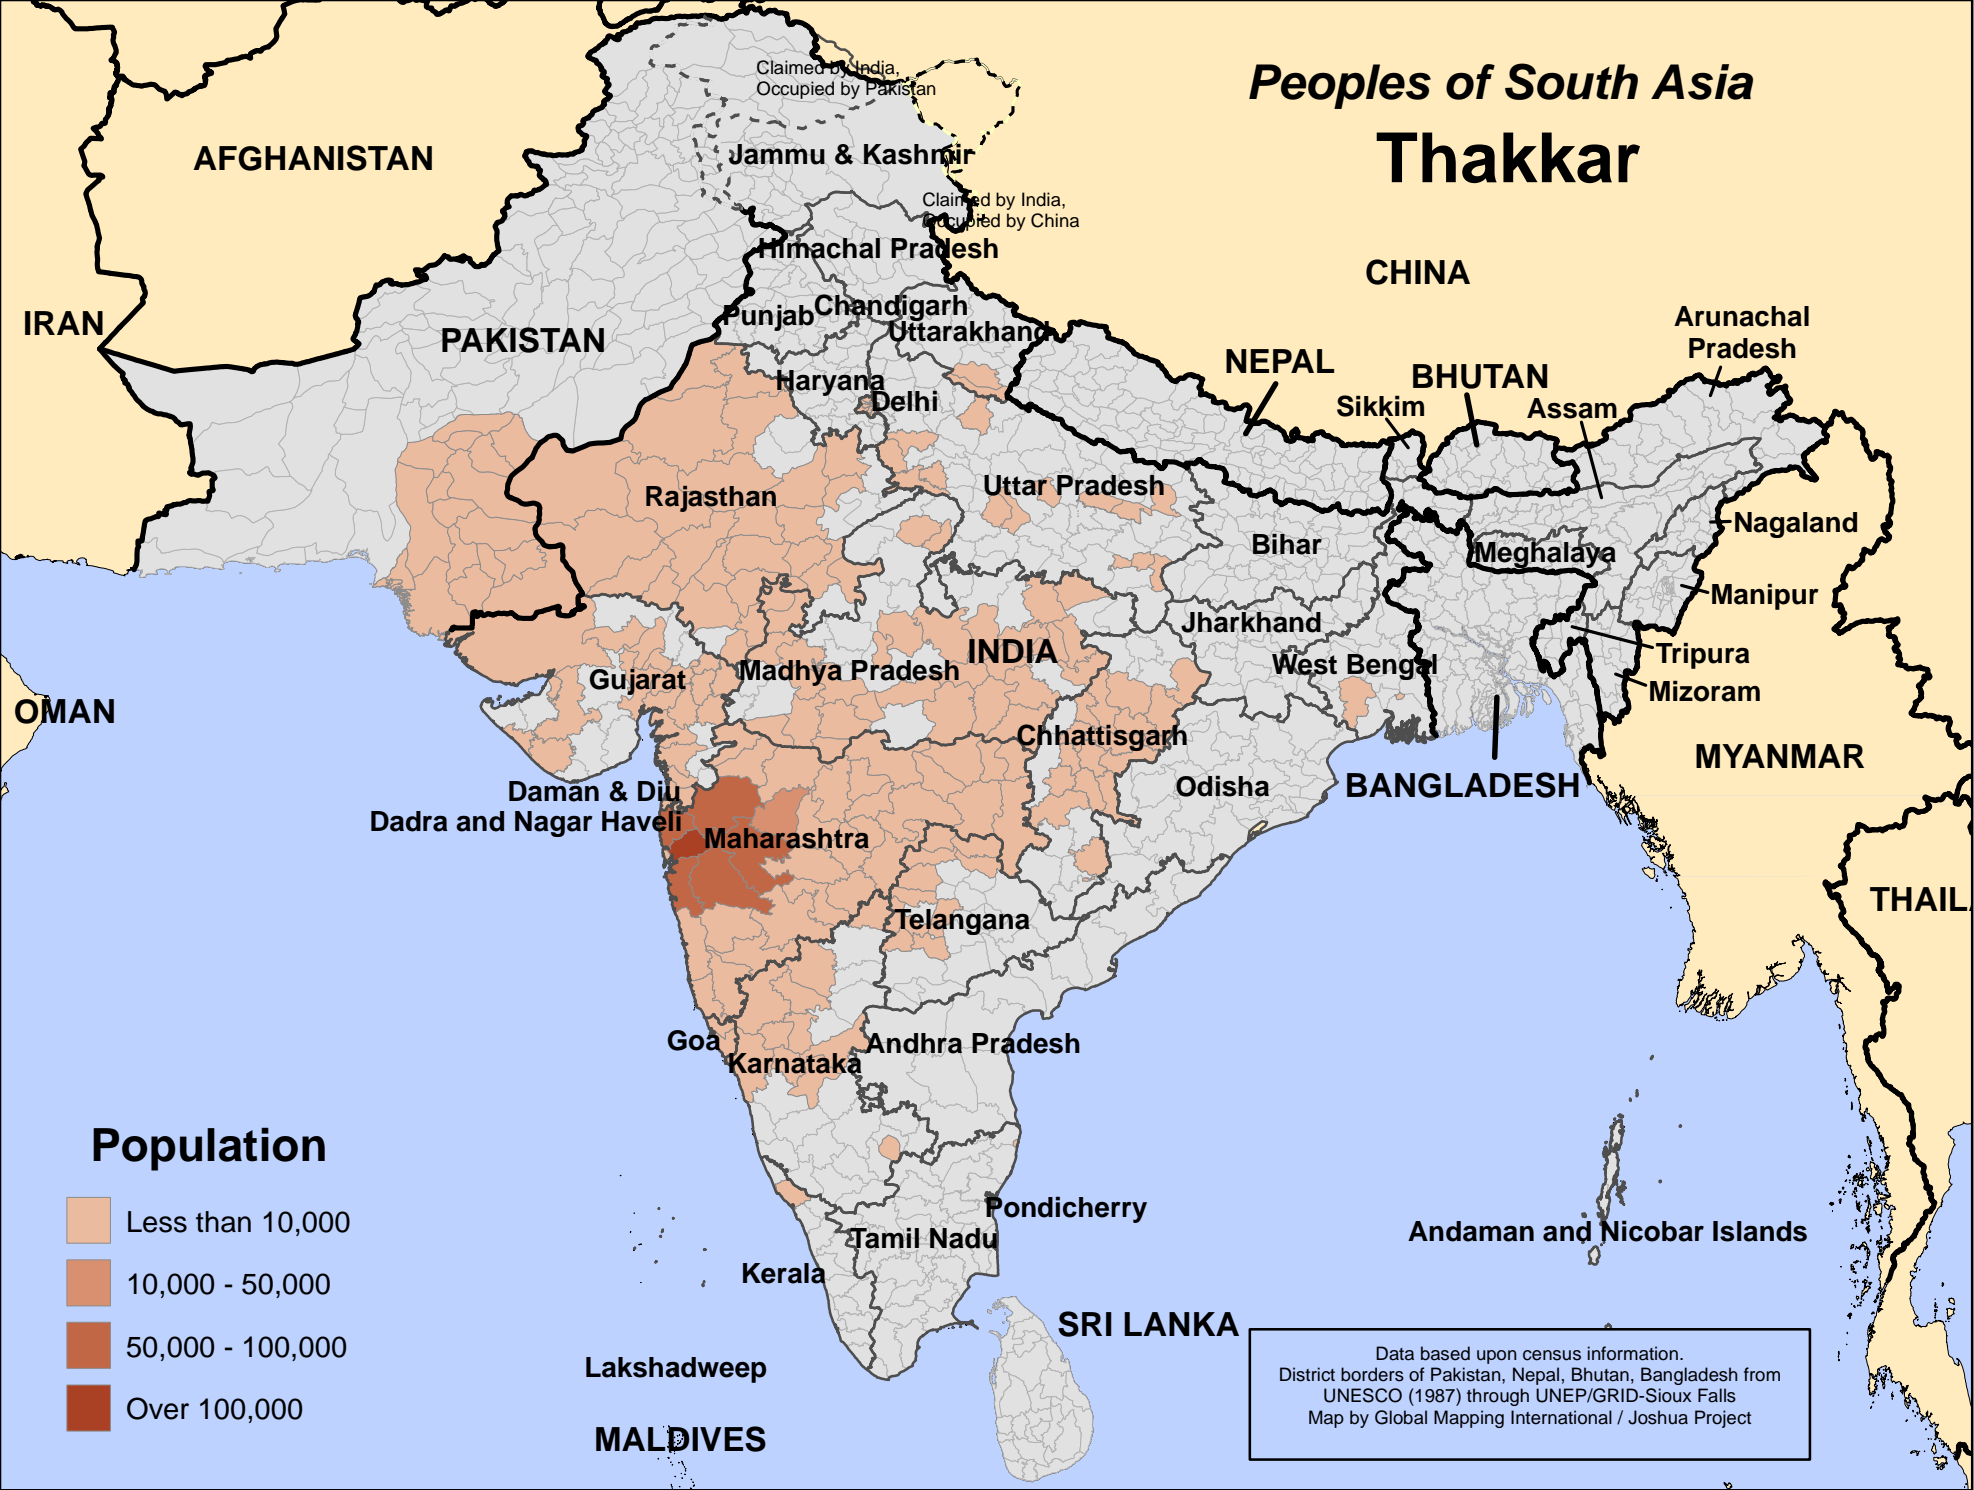 Peoples of South Asia
Thakkar
Claimed by India,
Occupied by Pakistan
AFGHANISTAN
Jammu & Kashmir
Claimed by India,
Occupied by China
Himachal Pradesh
CHINA
IRAN
PAKISTAN
Punjab
Chandigarh
Uttarakhand
Arunachal
Pradesh
NEPAL
BHUTAN
Haryana
Delhi
Sikkim
Assam
Rajasthan
Uttar Pradesh
Nagaland
Bihar
Meghalaya
Manipur
Jharkhand
INDIA
Tripura
Madhya Pradesh
West Bengal
Gujarat
Mizoram
OMAN
Chhattisgarh
MYANMAR
Odisha
BANGLADESH
Daman & Diu
Dadra and Nagar Haveli
Maharashtra
THAIL
Telangana
Goa
Andhra Pradesh
Karnataka
Pondicherry
Andaman and Nicobar Islands
Tamil Nadu
Kerala
SRI LANKA
Lakshadweep
MALDIVES
Population
Less than 10,000
10,000 - 50,000
50,000 - 100,000
Over 100,000
Data based upon census information.
District borders of Pakistan, Nepal, Bhutan, Bangladesh from
UNESCO (1987) through UNEP/GRID-Sioux Falls
Map by Global Mapping International / Joshua Project